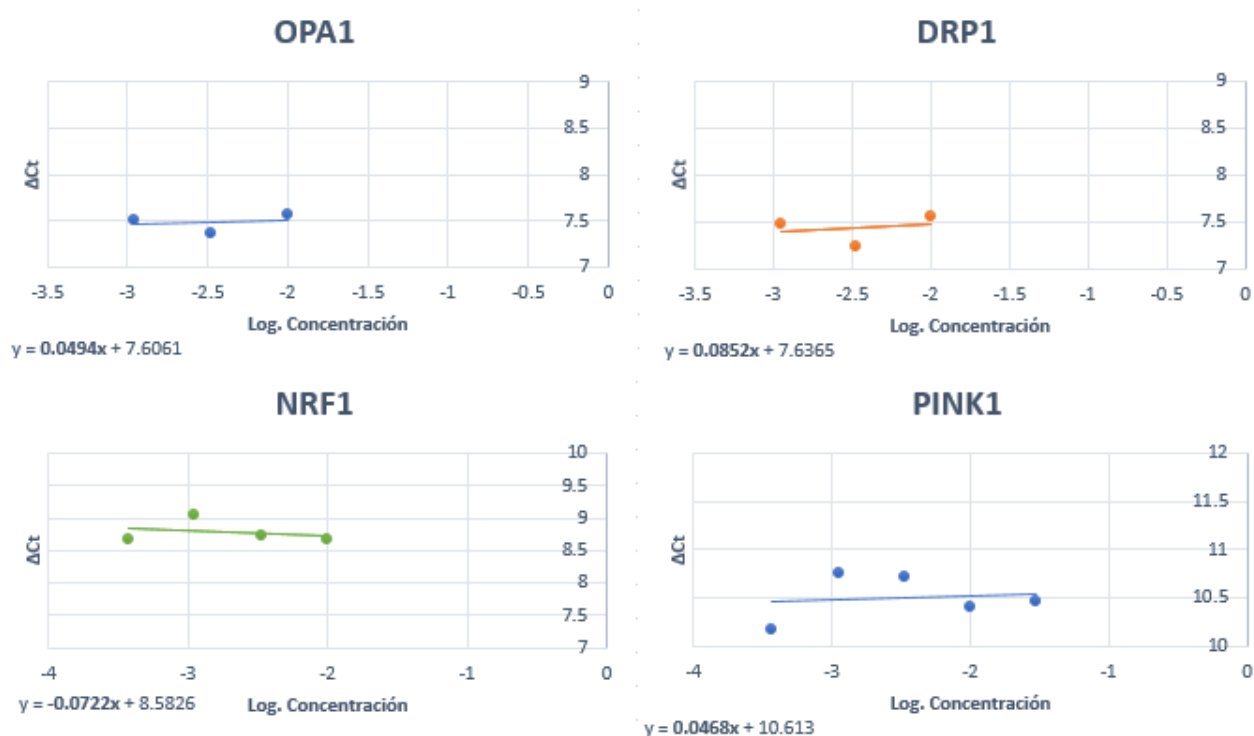 OPA1
9
8.5
8
7.5
7
ΔCt
-3.5 -3 -2.5 -2 -1.5 -1 -0.5 0
Log. Concentración
y = 0.0494x + 7.6061
DRP1
9
8.5
8
7.5
7
ΔCt
-3.5 -3 -2.5 -2 -1.5 -1 -0.5 0
Log. Concentración
y = 0.0852x + 7.6365
NRF1
10
9.5
9
8.5
8
7.5
7
ΔCt
-4 -3 -2 -1 0
y = -0.0722x + 8.5826 Log. Concentración
PINK1
12
11.5
11
10.5
10
ΔCt
-4 -3 -2 -1 0
Log. Concentración
y = 0.0468x + 10.613